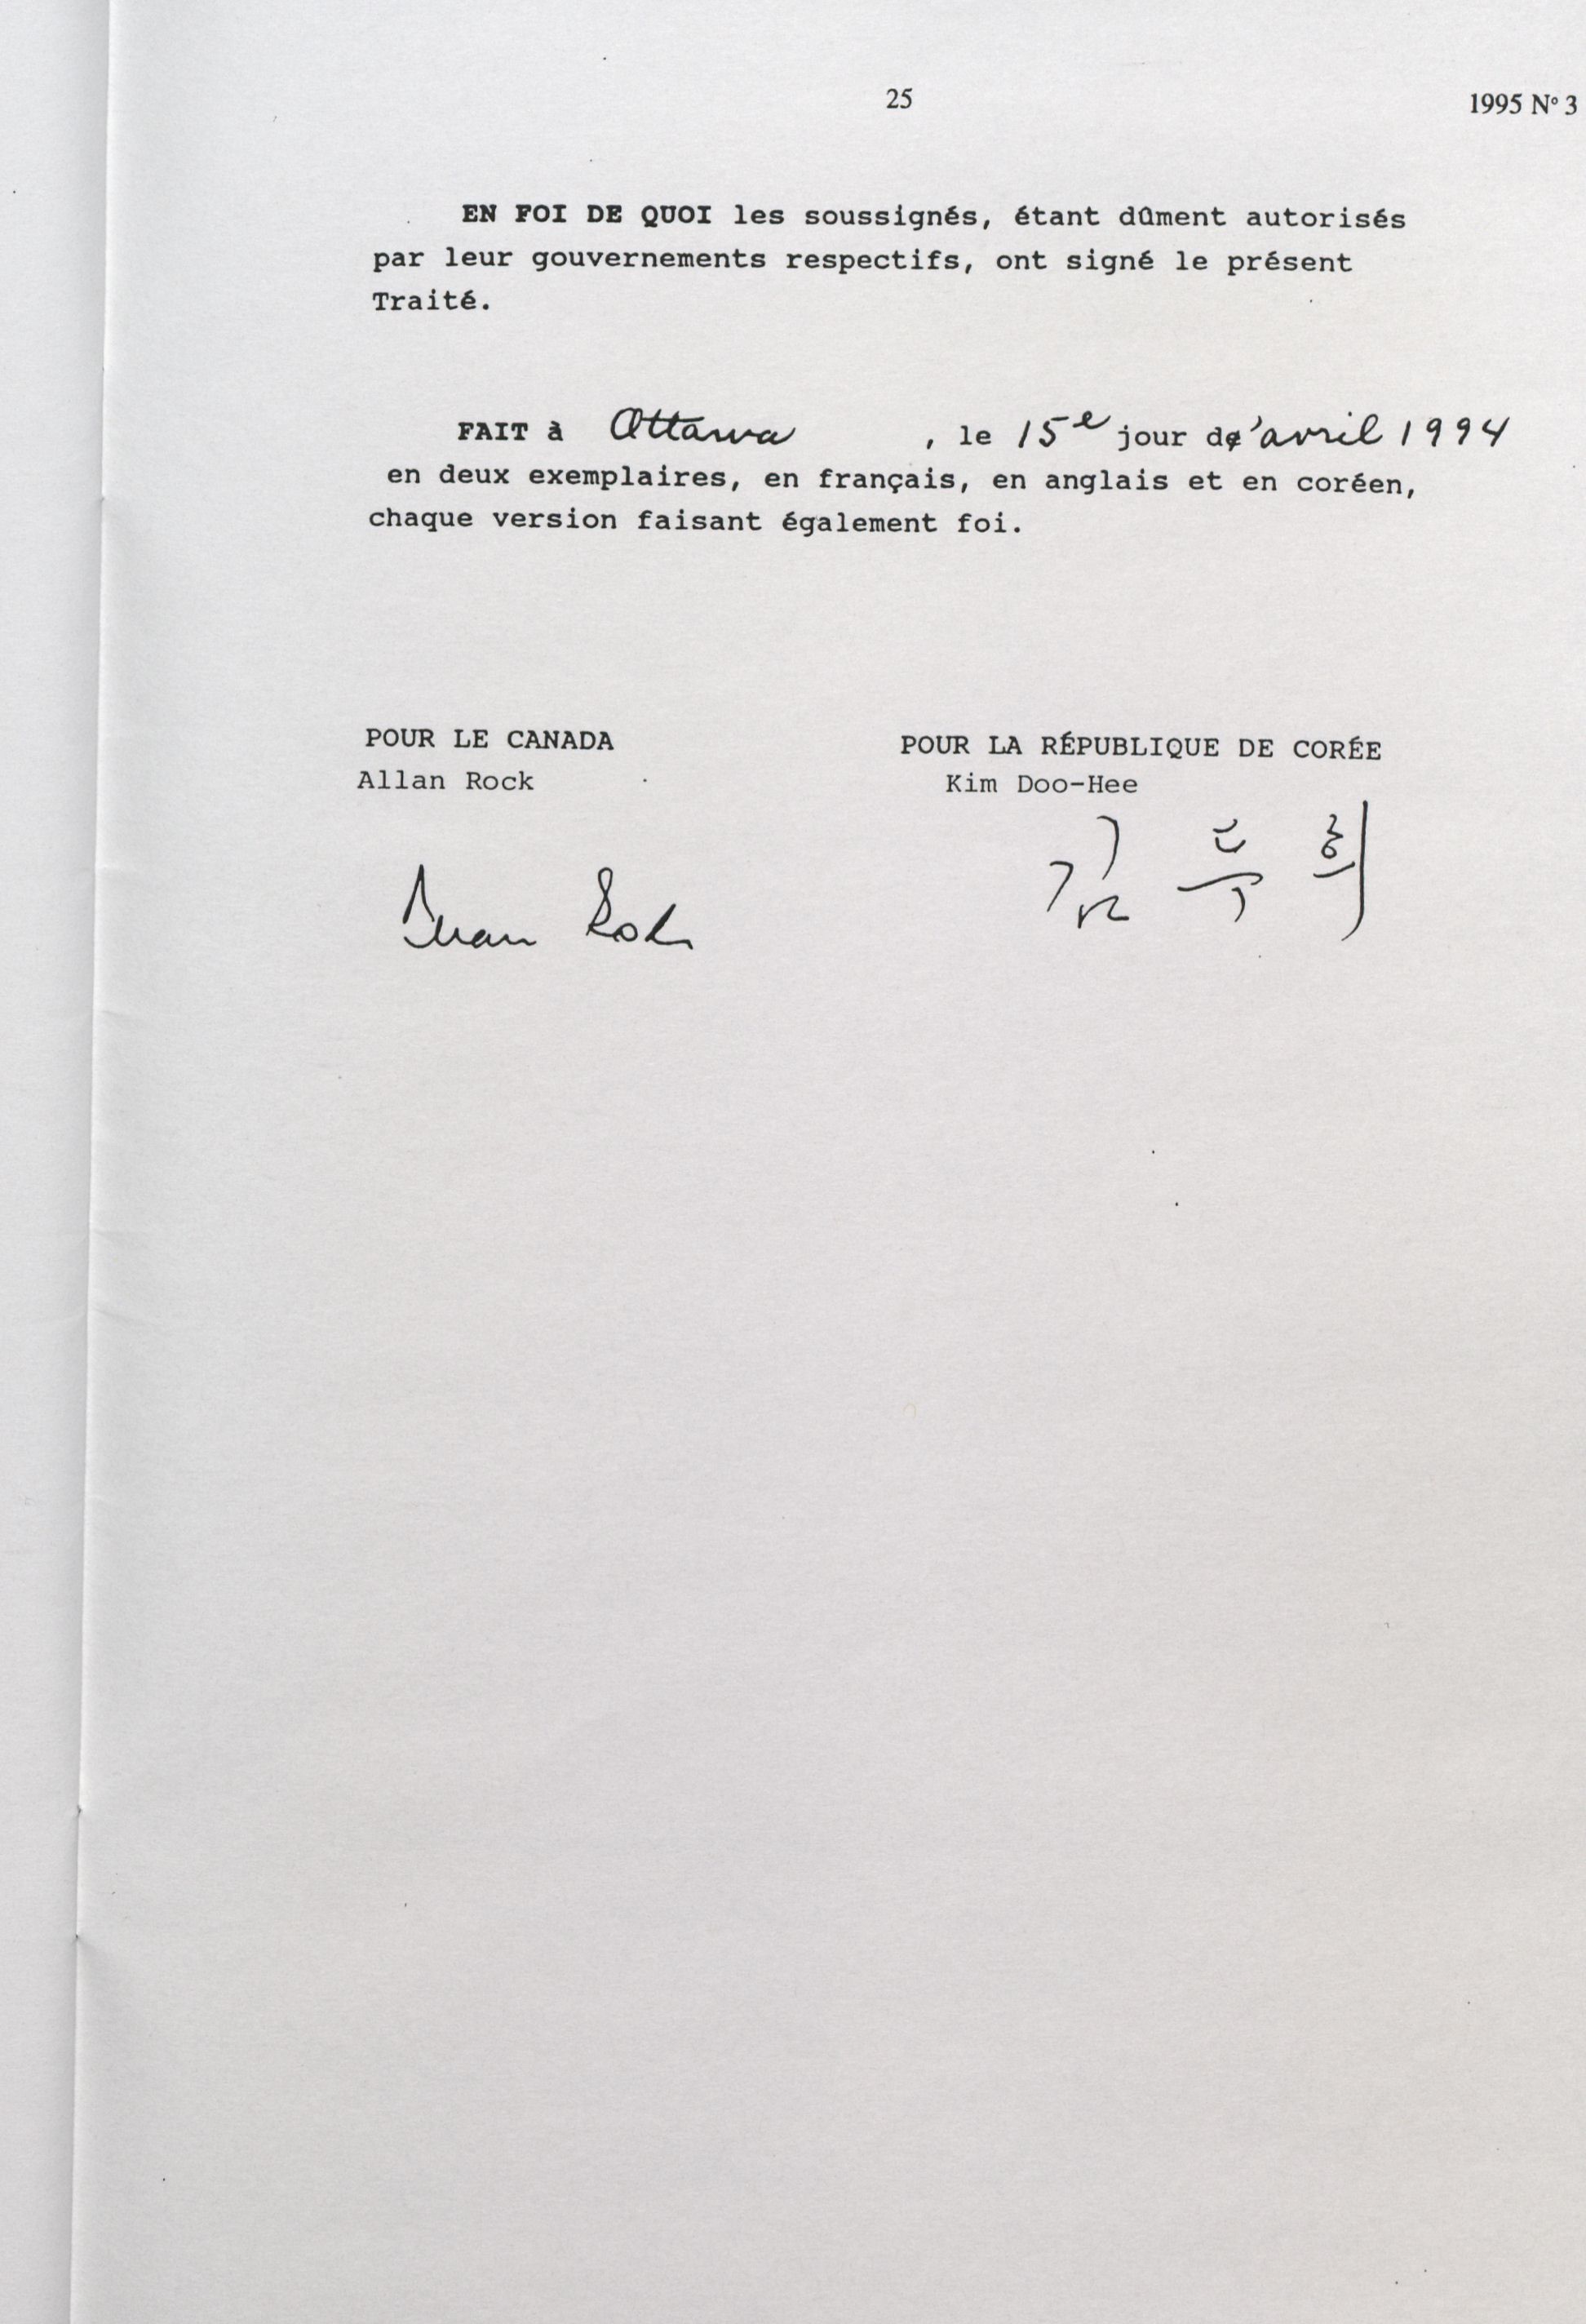 25
1995 Nº 3
EN FOI DE QUOI les soussignés, étant dûment autorisés
par leur gouvernements respectifs, ont signé le présent
Traité.
FAIT à Ottawa , le 15e jour d'avril 1994
en deux exemplaires, en français, en anglais et en coréen,
chaque version faisant également foi.
POUR LE CANADA
Allan Rock
POUR LA RÉPUBLIQUE DE CORÉE
Kim Doo-Hee
Allan Rock
김두희